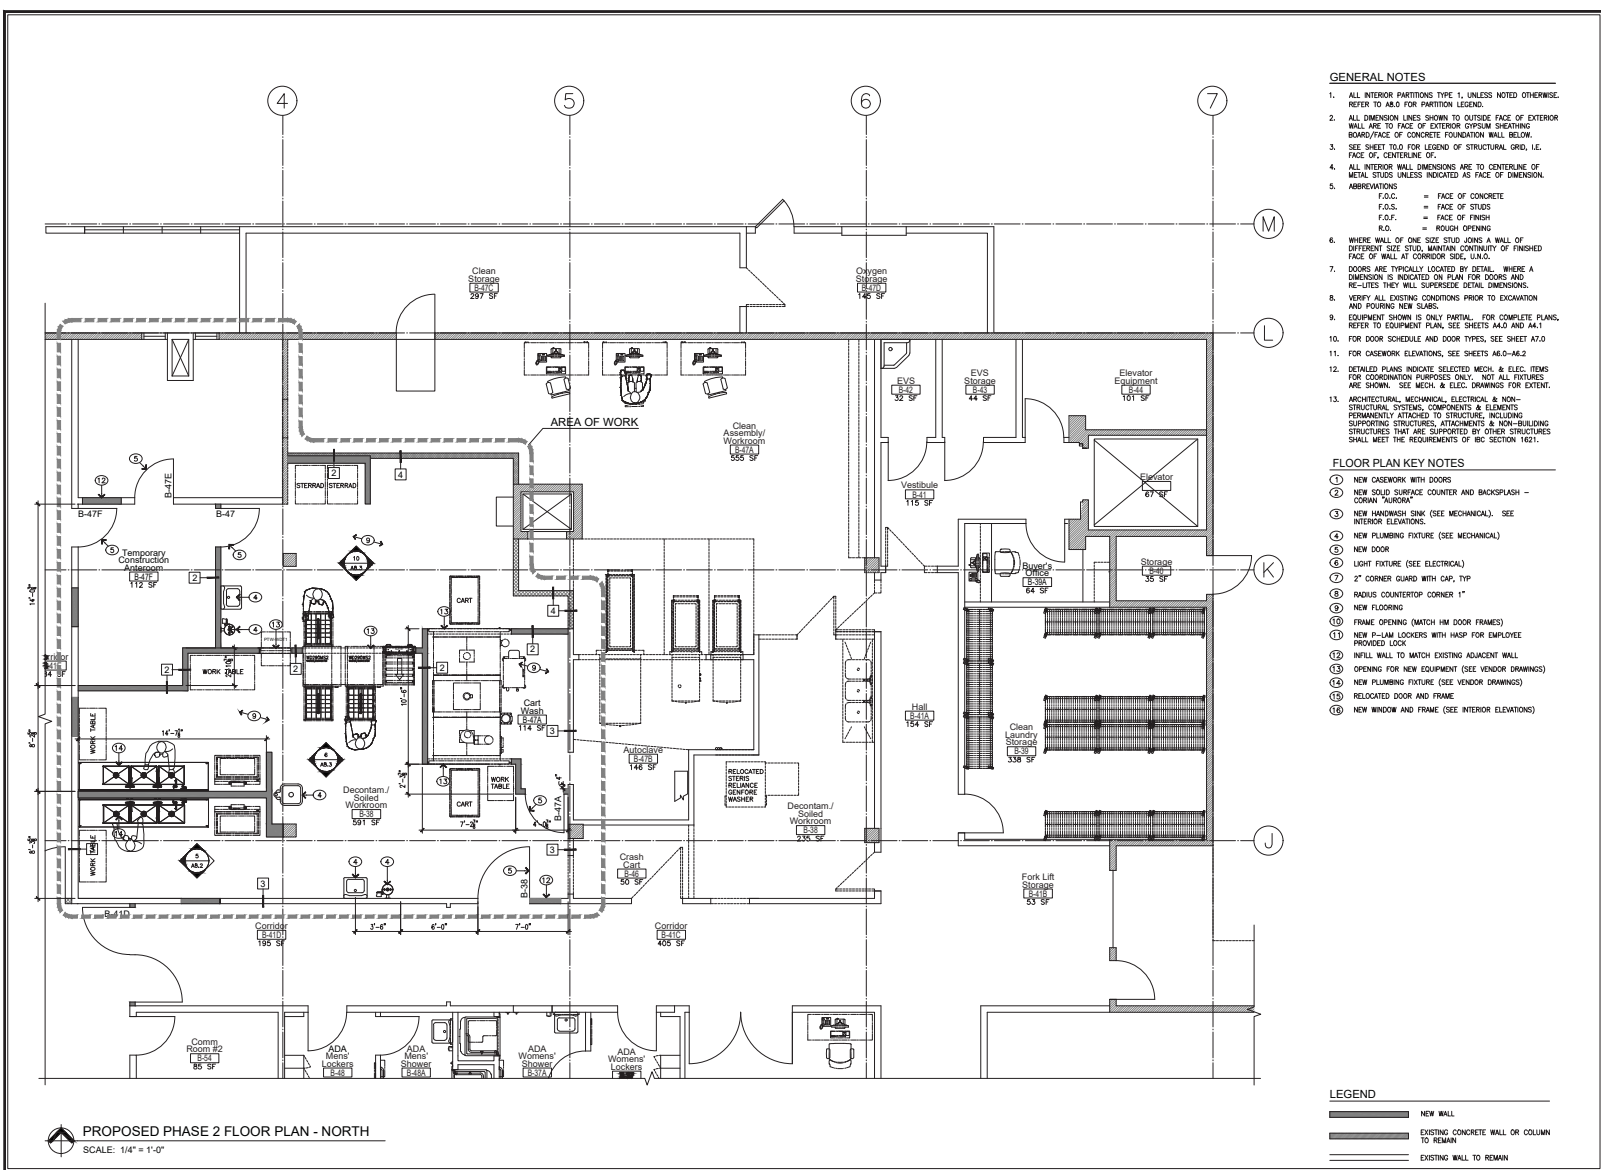 GENERAL NOTES
1. ALL INTERIOR PARTITIONS TYPE 1, UNLESS NOTED OTHERWISE.
REFER TO A8.0 FOR PARTITION LEGEND.
2. ALL DIMENSION LINES SHOWN TO OUTSIDE FACE OF EXTERIOR
WALL ARE TO FACE OF EXTERIOR GYPSUM SHEATHING
BOARD/FACE OF CONCRETE FOUNDATION WALL BELOW.
3. SEE SHEET T0.0 FOR LEGEND OF STRUCTURAL GRID, I.E.
FACE OF, CENTERLINE OF.
4. ALL INTERIOR WALL DIMENSIONS ARE TO CENTERLINE OF
METAL STUDS UNLESS INDICATED AS FACE OF DIMENSION.
5. ABBREVIATIONS
F.O.C. = FACE OF CONCRETE
F.O.S. = FACE OF STUDS
F.O.F. = FACE OF FINISH
R.O. = ROUGH OPENING
6. WHERE WALL OF ONE SIZE STUD JOINS A WALL OF
DIFFERENT SIZE STUD, MAINTAIN CONTINUITY OF FINISHED
FACE OF WALL AT CORRIDOR SIDE, U.N.O.
7. DOORS ARE TYPICALLY LOCATED BY DETAIL. WHERE A
DIMENSION IS INDICATED ON PLAN FOR DOORS AND
RE-LITES THEY WILL SUPERSEDE DETAIL DIMENSIONS.
8. VERIFY ALL EXISTING CONDITIONS PRIOR TO EXCAVATION
AND POURING NEW SLABS.
9. EQUIPMENT SHOWN IS ONLY PARTIAL. FOR COMPLETE PLANS,
REFER TO EQUIPMENT PLAN, SEE SHEETS A4.0 AND A4.1
10. FOR DOOR SCHEDULE AND DOOR TYPES, SEE SHEET A7.0
11. FOR CASEWORK ELEVATIONS, SEE SHEETS A6.0-A6.2
12. DETAILED PLANS INDICATE SELECTED MECH. & ELEC. ITEMS
FOR COORDINATION PURPOSES ONLY. NOT ALL FIXTURES
ARE SHOWN. SEE MECH. & ELEC. DRAWINGS FOR EXTENT.
13. ARCHITECTURAL, MECHANICAL, ELECTRICAL & NON-
STRUCTURAL SYSTEMS, COMPONENTS & ELEMENTS
PERMANENTLY ATTACHED TO STRUCTURE, INCLUDING
SUPPORTING STRUCTURES, ATTACHMENTS & NON-BUILDING
STRUCTURES THAT ARE SUPPORTED BY OTHER STRUCTURES
SHALL MEET THE REQUIREMENTS OF IBC SECTION 1621.
FLOOR PLAN KEY NOTES
1 NEW CASEWORK WITH DOORS
2 NEW SOLID SURFACE COUNTER AND BACKSPLASH -
CORIAN "AURORA"
3 NEW HANDWASH SINK (SEE MECHANICAL). SEE
INTERIOR ELEVATIONS.
4 NEW PLUMBING FIXTURE (SEE MECHANICAL)
5 NEW DOOR
6 LIGHT FIXTURE (SEE ELECTRICAL)
7 2" CORNER GUARD WITH CAP, TYP
8 RADIUS COUNTERTOP CORNER 1"
9 NEW FLOORING
10 FRAME OPENING (MATCH HM DOOR FRAMES)
11 NEW P-LAM LOCKERS WITH HASP FOR EMPLOYEE
PROVIDED LOCK
12 INFILL WALL TO MATCH EXISTING ADJACENT WALL
13 OPENING FOR NEW EQUIPMENT (SEE VENDOR DRAWINGS)
14 NEW PLUMBING FIXTURE (SEE VENDOR DRAWINGS)
15 RELOCATED DOOR AND FRAME
16 NEW WINDOW AND FRAME (SEE INTERIOR ELEVATIONS)
LEGEND
NEW WALL
EXISTING CONCRETE WALL OR COLUMN
TO REMAIN
EXISTING WALL TO REMAIN
4
5
6
7
M
L
K
J
Clean
Storage
B-47C
297 SF
Oxygen
Storage
B-47D
145 SF
AREA OF WORK
Clean
Assembly/
Workroom
B-47A
555 SF
EVS
B-42
32 SF
EVS
Storage
B-43
44 SF
Elevator
Equipment
B-44
101 SF
Vestibule
B-41
115 SF
Elevator
67 SF
STERRAD
STERRAD
B-47E
B-47F
B-47
Temporary
Construction
Anteroom
B-47F
112 SF
10
A8.3
CART
Buyer's
Office
B-39A
64 SF
Storage
B-40
35 SF
WORK TABLE
Cart
Wash
B-47A
114 SF
Hall
B-41A
154 SF
Clean
Laundry
Storage
B-39
338 SF
WORK TABLE
14'-7⅞"
6
A8.3
Autoclave
B-47B
146 SF
RELOCATED
STERIS
RELIANCE
GENFORE
WASHER
Decontam./
Soiled
Workroom
B-38
591 SF
CART
WORK
TABLE
B-47A
Decontam./
Soiled
Workroom
B-38
235 SF
WORK TABLE
5
A8.2
Crash
Cart
B-46
50 SF
B-38
Fork Lift
Storage
B-41B
53 SF
B-41D
Corridor
B-41D
195 SF
3'-6"
6'-0"
7'-0"
Corridor
B-41C
405 SF
Comm
Room #2
B-54
85 SF
ADA
Mens'
Lockers
B-48
ADA
Mens'
Shower
B-48A
ADA
Womens'
Shower
B-37A
ADA
Womens'
Lockers
PROPOSED PHASE 2 FLOOR PLAN - NORTH
SCALE: 1/4" = 1'-0"